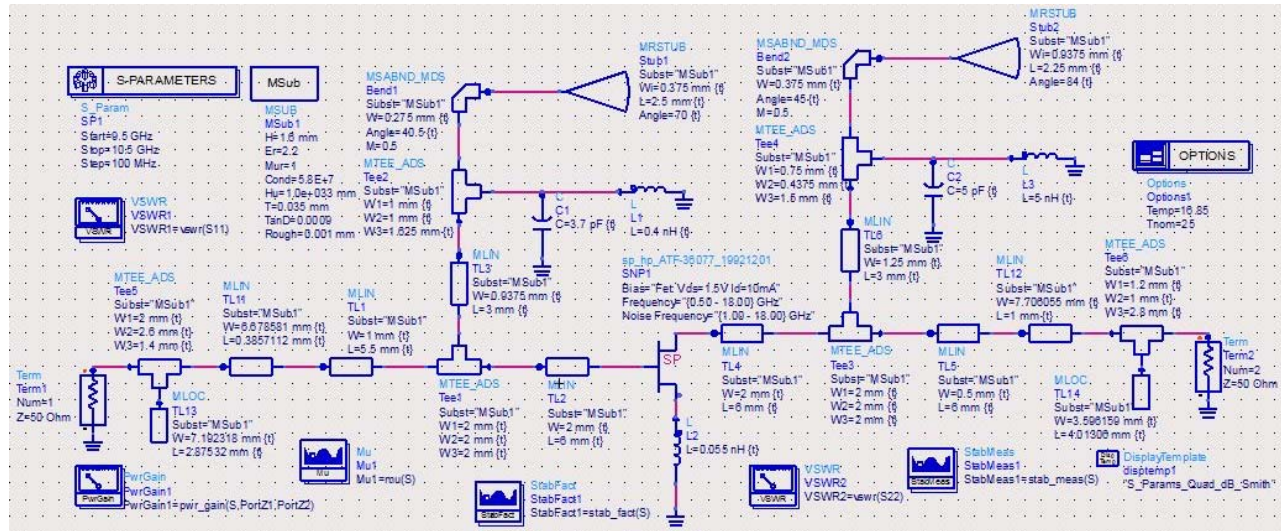 S-PARAMETERS
S_Param
SP1
Start=9.5 GHz
Stop=10.5 GHz
Step=100 MHz
MSub
MSUB
MSub1
H=1.6 mm
Er=2.2
Mur=1
Cond=5.8E+7
Hu=1.0e+033 mm
T=0.035 mm
TanD=0.0009
Rough=0.001 mm
VSWR
VSWR
VSWR1
VSWR1=vswr(S11)
MSABND_MDS
Bend1
Subst="MSub1"
W=0.275 mm {t}
Angle=40.5 {t}
M=0.5
MRSTUB
Stub1
Subst="MSub1"
Wi=0.375 mm {t}
L=2.5 mm {t}
Angle=70 {t}
MTEE_ADS
Tee2
Subst="MSub1"
W1=1 mm {t}
W2=1 mm {t}
W3=1.625 mm {t}
C
C1
C=3.7 pF {t}
L
L1
L=0.4 nH {t}
MLIN
TL3
Subst="MSub1"
W=0.9375 mm {t}
L=3 mm {t}
MSABND_MDS
Bend2
Subst="MSub1"
W=0.375 mm {t}
Angle=45 {t}
M=0.5
MRSTUB
Stub2
Subst="MSub1"
Wi=0.9375 mm {t}
L=2.25 mm {t}
Angle=84 {t}
MTEE_ADS
Tee4
Subst="MSub1"
W1=0.75 mm {t}
W2=0.4375 mm {t}
W3=1.5 mm {t}
C
C2
C=5 pF {t}
L
L3
L=5 nH {t}
OPTIONS
Options
Options1
Temp=16.85
Tnom=25
MLIN
TL6
Subst="MSub1"
W=1.25 mm {t}
L=3 mm {t}
sp_hp_ATF-35077_19921201
SNP1
Bias="Fet: Vds=1.5V Id=10mA"
Frequency="{0.50 - 18.00} GHz"
Noise Frequency="{1.00 - 18.00} GHz"
SP
MTEE_ADS
Tee5
Subst="MSub1"
W1=2 mm {t}
W2=2.6 mm {t}
W3=1.4 mm {t}
MLIN
TL11
Subst="MSub1"
W=6.678581 mm {t}
L=0.3857112 mm {t}
MLIN
TL1
Subst="MSub1"
W=1 mm {t}
L=5.5 mm {t}
MLIN
TL12
Subst="MSub1"
W=7.706055 mm {t}
L=1 mm {t}
MTEE_ADS
Tee6
Subst="MSub1"
W1=1.2 mm {t}
W2=1 mm {t}
W3=2.8 mm {t}
Term
Term1
Num=1
Z=50 Ohm
MLOC
TL13
Subst="MSub1"
W=7.192318 mm {t}
L=2.87532 mm {t}
MTEE_ADS
Tee1
Subst="MSub1"
W1=2 mm {t}
W2=2 mm {t}
W3=2 mm {t}
MLIN
TL2
Subst="MSub1"
W=2 mm {t}
L=6 mm {t}
L
L2
L=0.055 nH {t}
MLIN
TL4
Subst="MSub1"
W=2 mm {t}
L=6 mm {t}
MTEE_ADS
Tee3
Subst="MSub1"
W1=2 mm {t}
W2=2 mm {t}
W3=2 mm {t}
MLIN
TL5
Subst="MSub1"
W=0.5 mm {t}
L=6 mm {t}
MLOC
TL14
Subst="MSub1"
W=3.596159 mm {t}
L=4.01306 mm {t}
Term
Term2
Num=2
Z=50 Ohm
PwrGain
PwrGain
PwrGain1
PwrGain1=pwr_gain(S,PortZ1,PortZ2)
Mu
Mu
Mu1
Mu1=mu(S)
StabFact
StabFact
StabFact1
StabFact1=stab_fact(S)
VSWR
VSWR
VSWR2
VSWR2=vswr(S22)
StabMeas
StabMeas
StabMeas1
StabMeas1=stab_meas(S)
Disp
Temp
DisplayTemplate
disptemp1
"S_Params_Quad_dB_Smith"